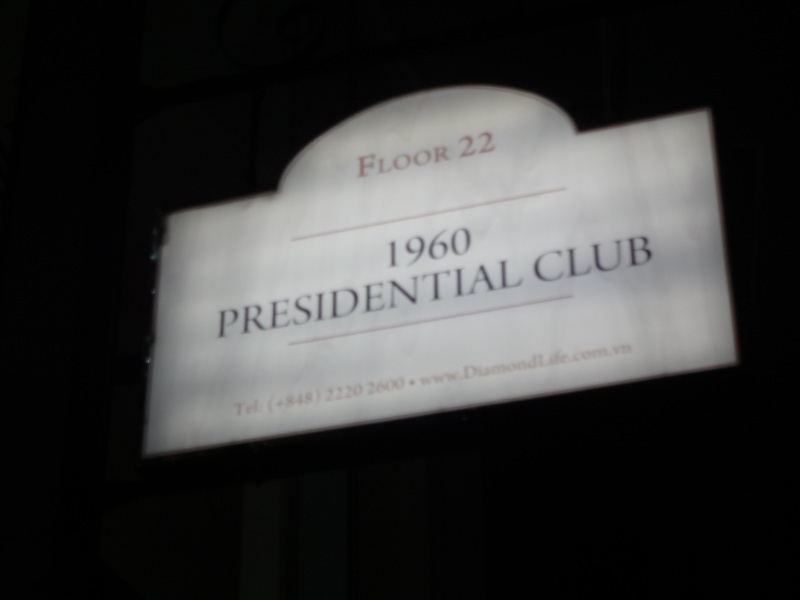 FLOOR 22
1960
PRESIDENTIAL CLUB
Tel: (+848) 2220 2600 • www.DiamondLife.com.vn